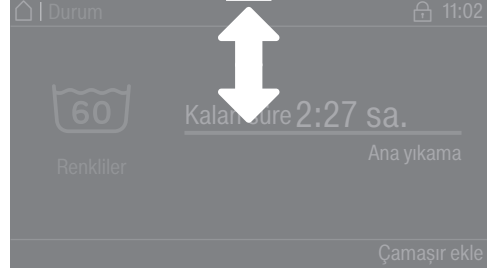 | Durum 11:02
60 Kalan süre 2:27 sa.
Renkliler Ana yıkama
Çamaşır ekle